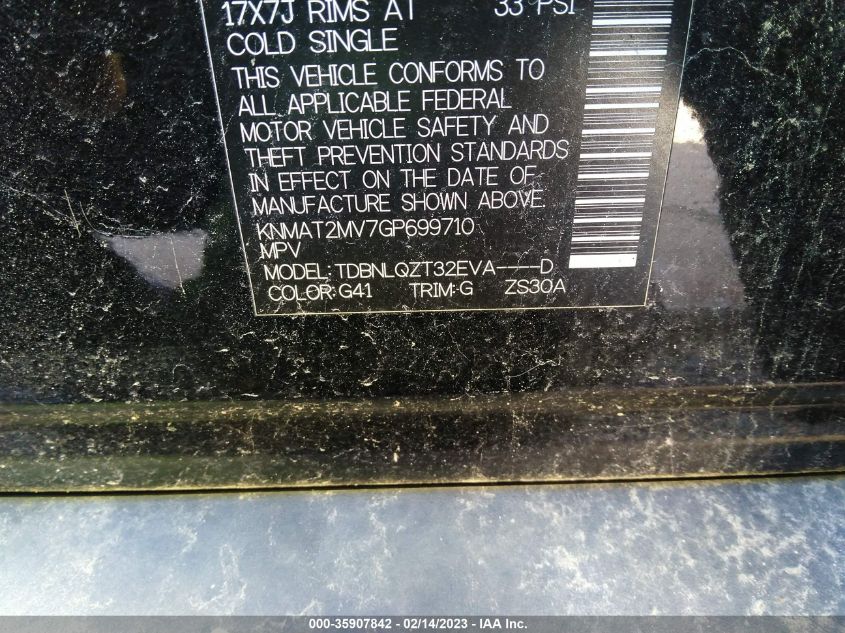 17X7J RIMS AT 33 PSI
COLD SINGLE
THIS VEHICLE CONFORMS TO
ALL APPLICABLE FEDERAL
MOTOR VEHICLE SAFETY AND
THEFT PREVENTION STANDARDS
IN EFFECT ON THE DATE OF
MANUFACTURE SHOWN ABOVE.
KNMAT2MV7GP699710
MPV
MODEL:TDBNLQZT32EVA----D
COLOR:G41 TRIM:G ZS30A
000-35907842 - 02/14/2023 - IAA Inc.